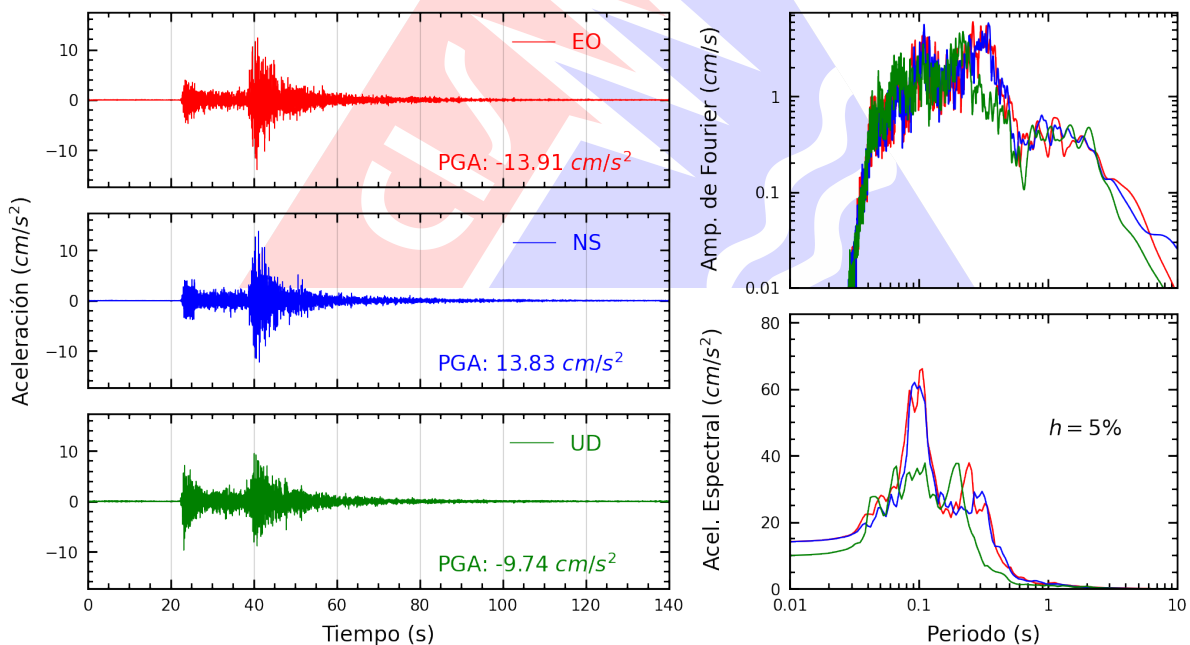 Aceleración (cm/s²)
10
0
−10
EO
PGA: -13.91 cm/s²
10
0
−10
NS
PGA: 13.83 cm/s²
10
0
−10
UD
PGA: -9.74 cm/s²
0 20 40 60 80 100 120 140
Tiempo (s)
Amp. de Fourier (cm/s)
1
0.1
0.01
Acel. Espectral (cm/s²)
80
60
40
20
0
h = 5%
0.01 0.1 1 10
Periodo (s)